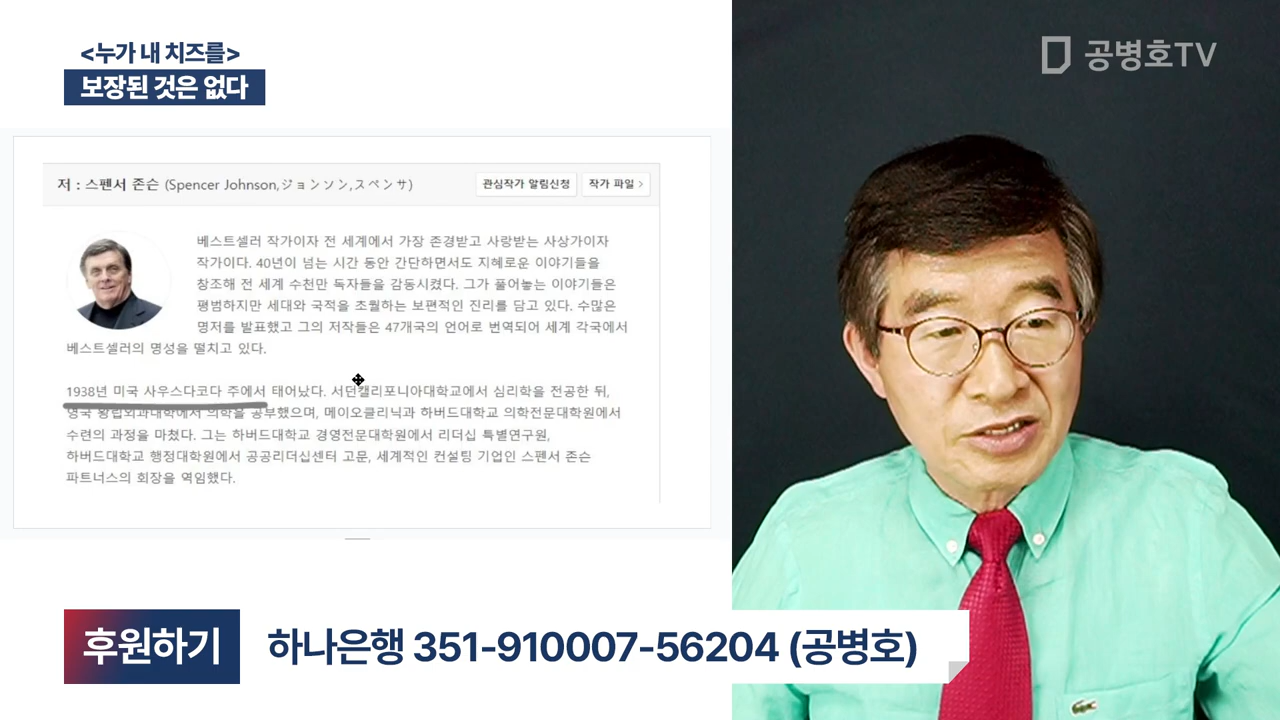 <누가 내 치즈를>
보장된 것은 없다
공병호TV
저 : 스펜서 존슨 (Spencer Johnson,ジョンソン,スペンサ)
관심작가 알림신청
작가 파일 >
베스트셀러 작가이자 전 세계에서 가장 존경받고 사랑받는 사상가이자
작가이다. 40년이 넘는 시간 동안 간단하면서도 지혜로운 이야기들을
창조해 전 세계 수천만 독자들을 감동시켰다. 그가 풀어놓는 이야기들은
평범하지만 세대와 국적을 초월하는 보편적인 진리를 담고 있다. 수많은
명저를 발표했고 그의 저작들은 47개국의 언어로 번역되어 세계 각국에서
베스트셀러의 명성을 떨치고 있다.
1938년 미국 사우스다코다 주에서 태어났다. 서던캘리포니아대학교에서 심리학을 전공한 뒤,
영국 왕립외과대학에서 의학을 공부했으며, 메이오클리닉과 하버드대학교 의학전문대학원에서
수련의 과정을 마쳤다. 그는 하버드대학교 경영전문대학원에서 리더십 특별연구원,
하버드대학교 행정대학원에서 공공리더십센터 고문, 세계적인 컨설팅 기업인 스펜서 존슨
파트너스의 회장을 역임했다.
후원하기
하나은행 351-910007-56204 (공병호)